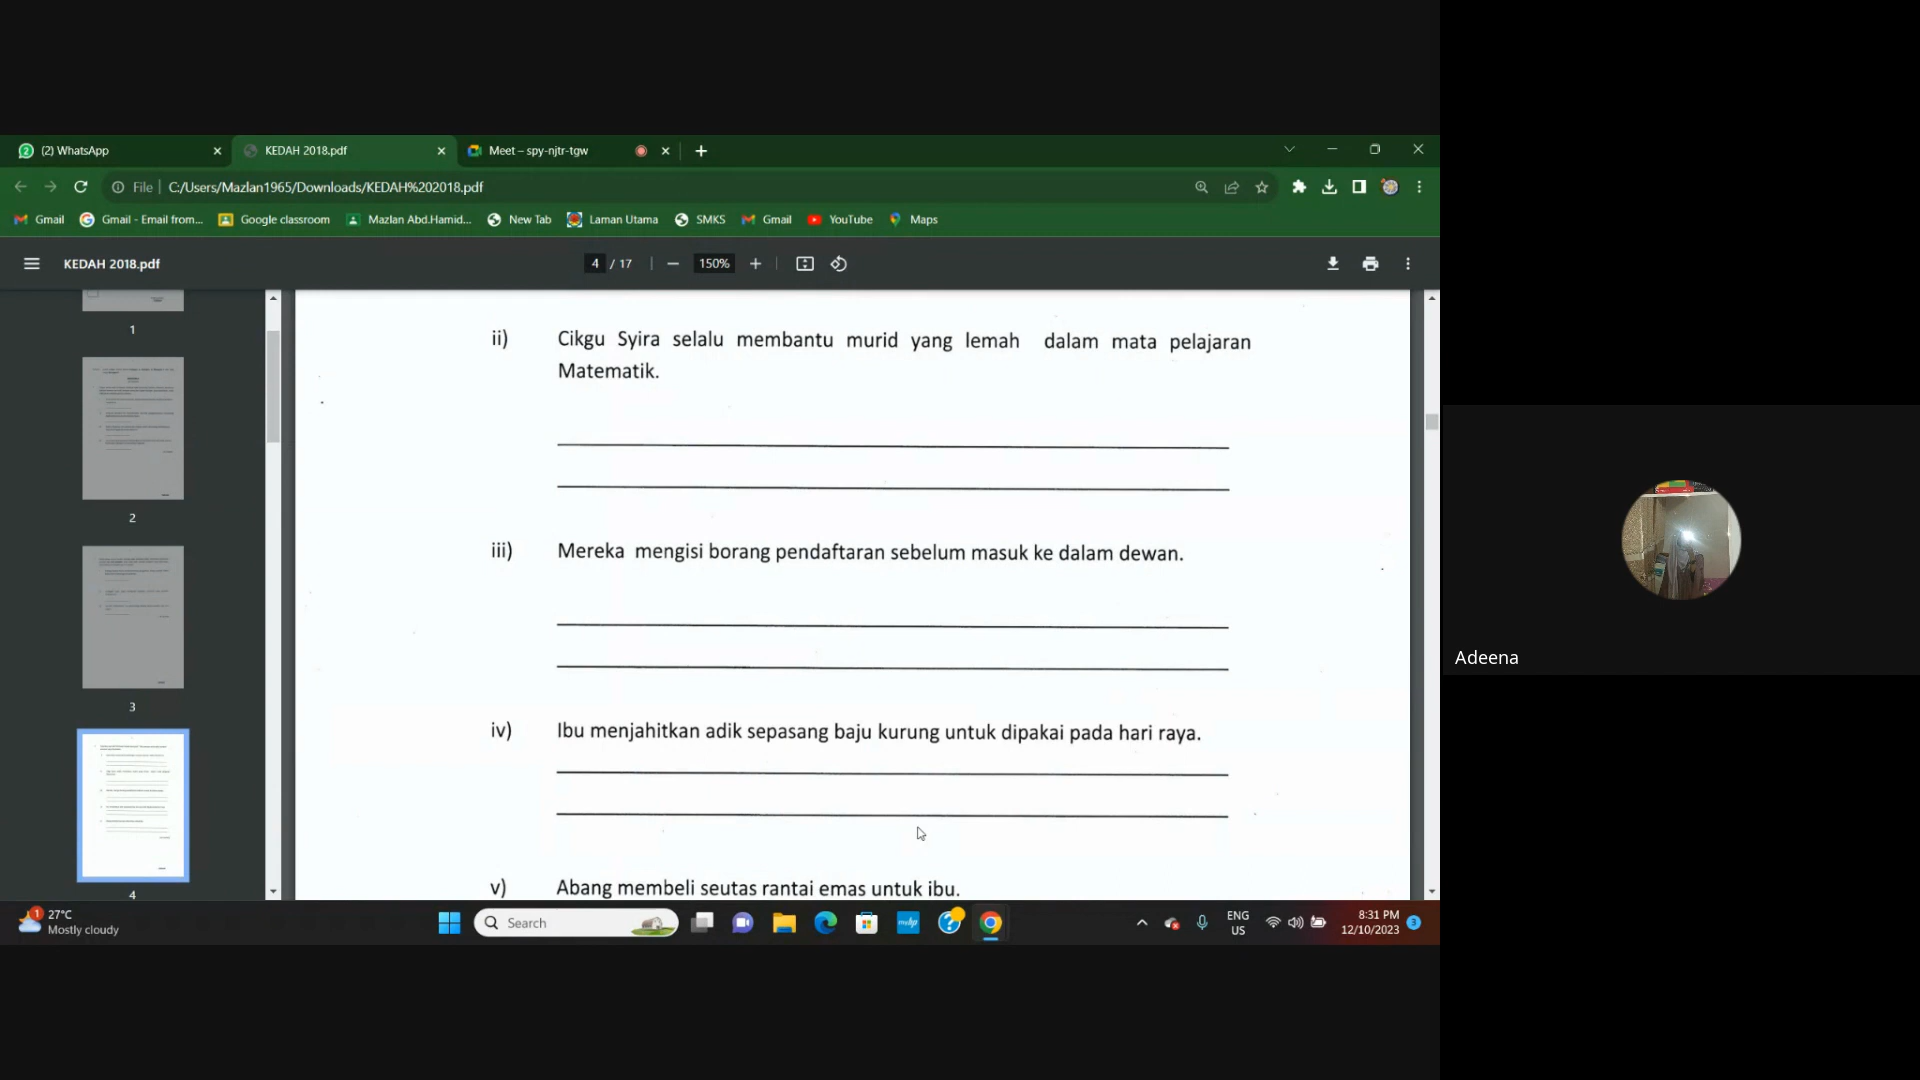 (2) WhatsApp
KEDAH 2018.pdf
Meet – spy-njtr-tgw
File
C:/Users/Mazlan1965/Downloads/KEDAH%202018.pdf
Gmail
Gmail - Email from...
Google classroom
Mazlan Abd.Hamid...
New Tab
Laman Utama
SMKS
Gmail
YouTube
Maps
KEDAH 2018.pdf
4 / 17
150%
1
2
3
4
ii) Cikgu Syira selalu membantu murid yang lemah dalam mata pelajaran
Matematik.
iii) Mereka mengisi borang pendaftaran sebelum masuk ke dalam dewan.
iv) Ibu menjahitkan adik sepasang baju kurung untuk dipakai pada hari raya.
v) Abang membeli seutas rantai emas untuk ibu.
Adeena
1
27°C
Mostly cloudy
Search
ENG
US
8:31 PM
12/10/2023
3